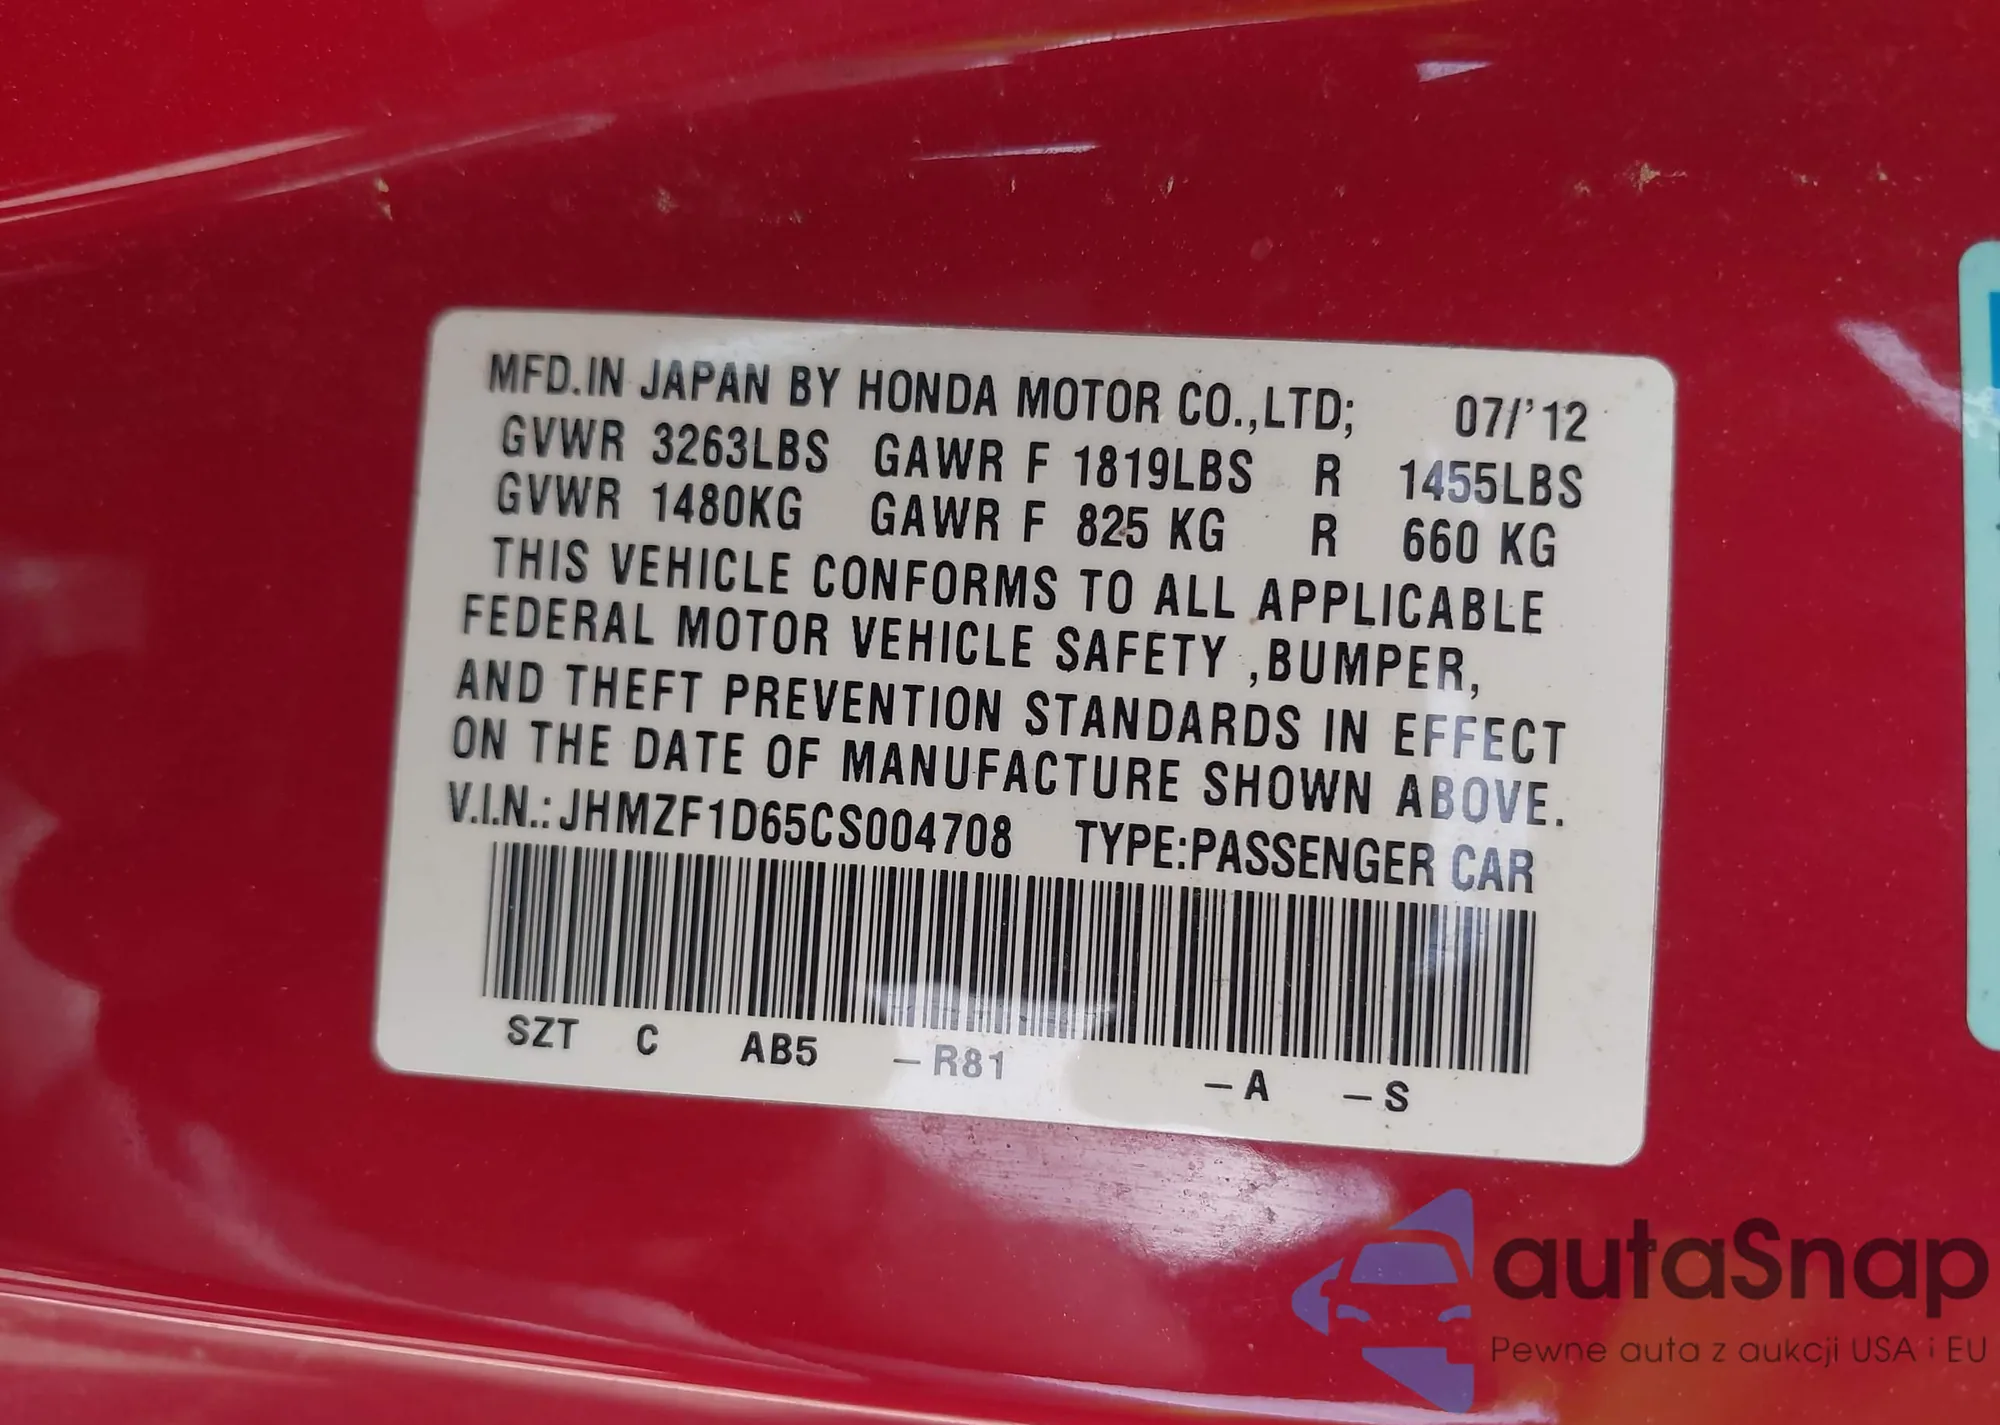 MFD.IN JAPAN BY HONDA MOTOR CO.,LTD; 07/'12
GVWR 3263LBS GAWR F 1819LBS R 1455LBS
GVWR 1480KG GAWR F 825 KG R 660 KG
THIS VEHICLE CONFORMS TO ALL APPLICABLE
FEDERAL MOTOR VEHICLE SAFETY ,BUMPER,
AND THEFT PREVENTION STANDARDS IN EFFECT
ON THE DATE OF MANUFACTURE SHOWN ABOVE.
V.I.N.: JHMZF1D65CS004708 TYPE:PASSENGER CAR
SZT C AB5 –R81 –A –S
autaSnap
Pewne auta z aukcji USA i EU